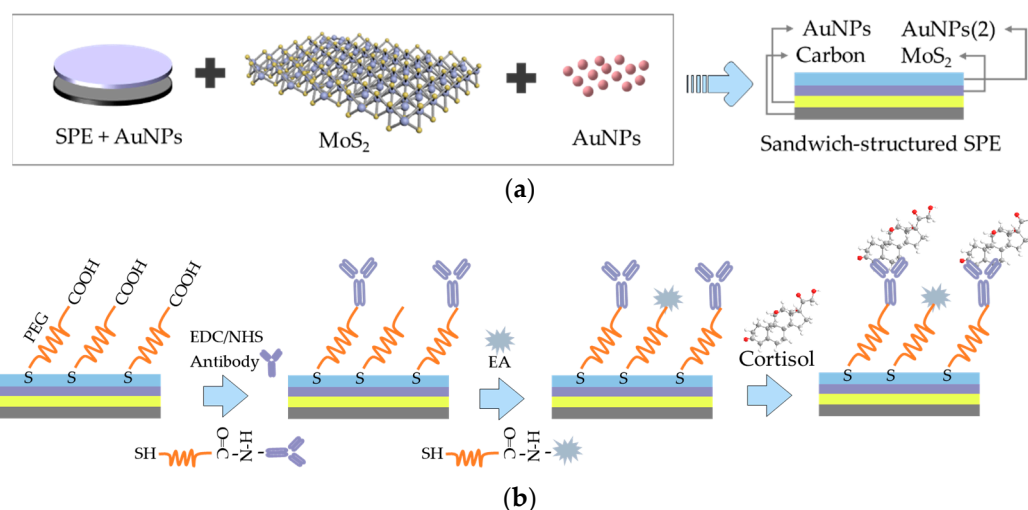 SPE + AuNPs
MoS₂
AuNPs
AuNPs AuNPs(2)
Carbon MoS₂
Sandwich-structured SPE
(a)
PEG COOH COOH COOH
S S S
EDC/NHS
Antibody
SH O=C N-H
S S S
EA
SH O=C N-H
S S S
Cortisol
S S S
(b)